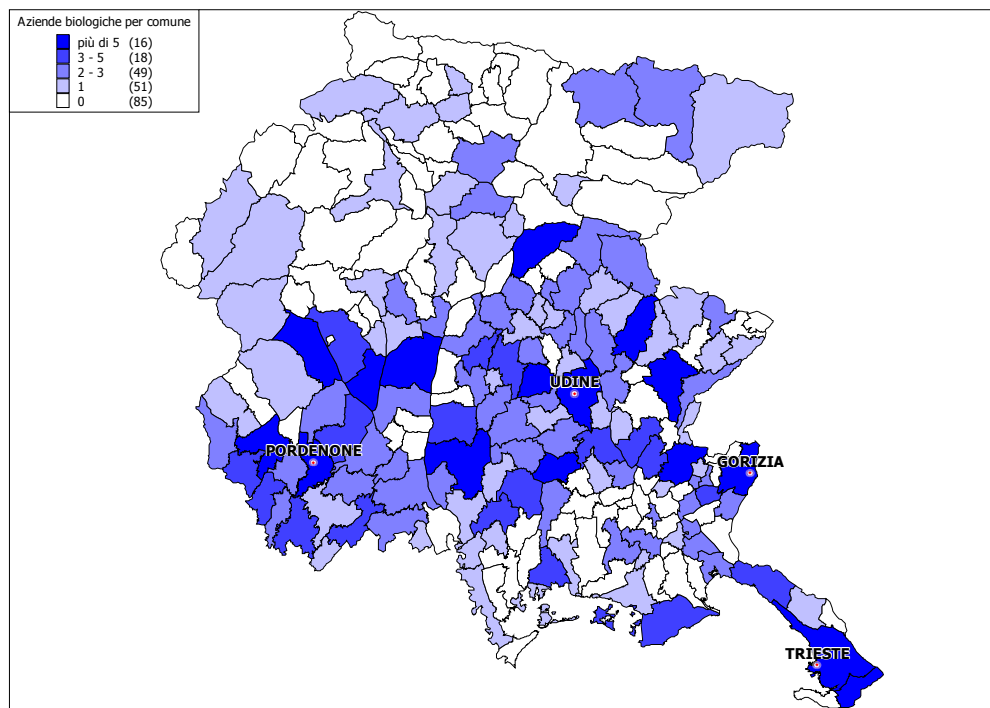 Aziende biologiche per comune
più di 5 (16)
3 - 5 (18)
2 - 3 (49)
1 (51)
0 (85)
UDINE
PORDENONE
GORIZIA
TRIESTE